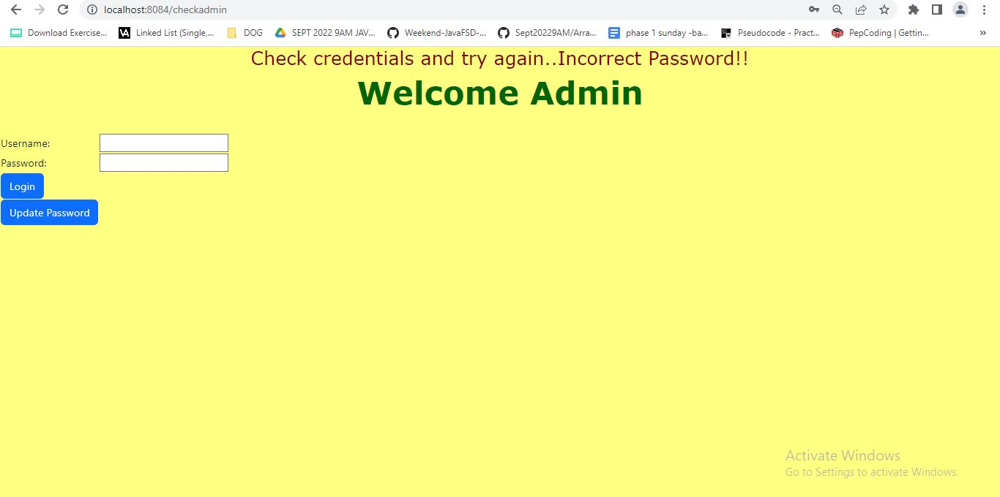 localhost:8084/checkadmin
Download Exercise... Linked List (Single,... DOG SEPT 2022 9AM JAV... Weekend-JavaFSD-... Sept20229AM/Arra... phase 1 sunday -ba... Pseudocode - Pract... PepCoding | Gettin... »
Check credentials and try again..Incorrect Password!!
Welcome Admin
Username:
Password:
Login
Update Password
Activate Windows
Go to Settings to activate Windows.